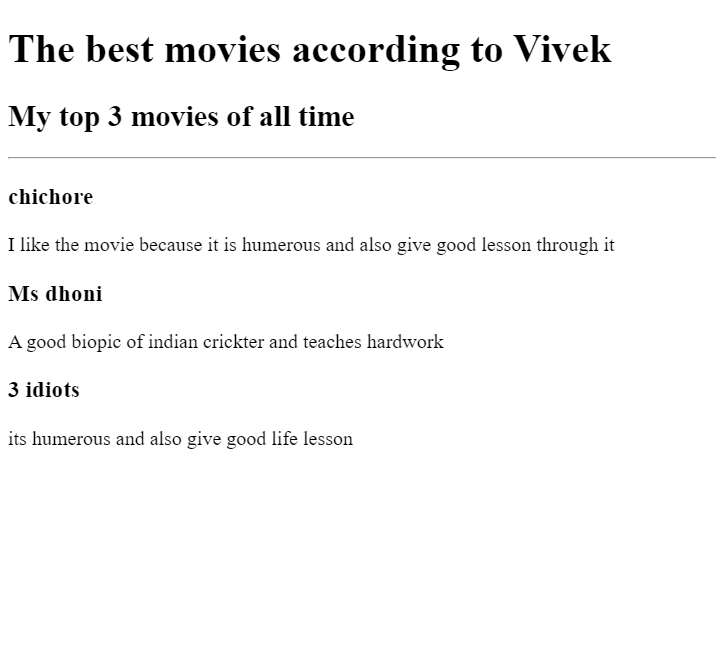 The best movies according to Vivek
My top 3 movies of all time
chichore
I like the movie because it is humerous and also give good lesson through it
Ms dhoni
A good biopic of indian crickter and teaches hardwork
3 idiots
its humerous and also give good life lesson